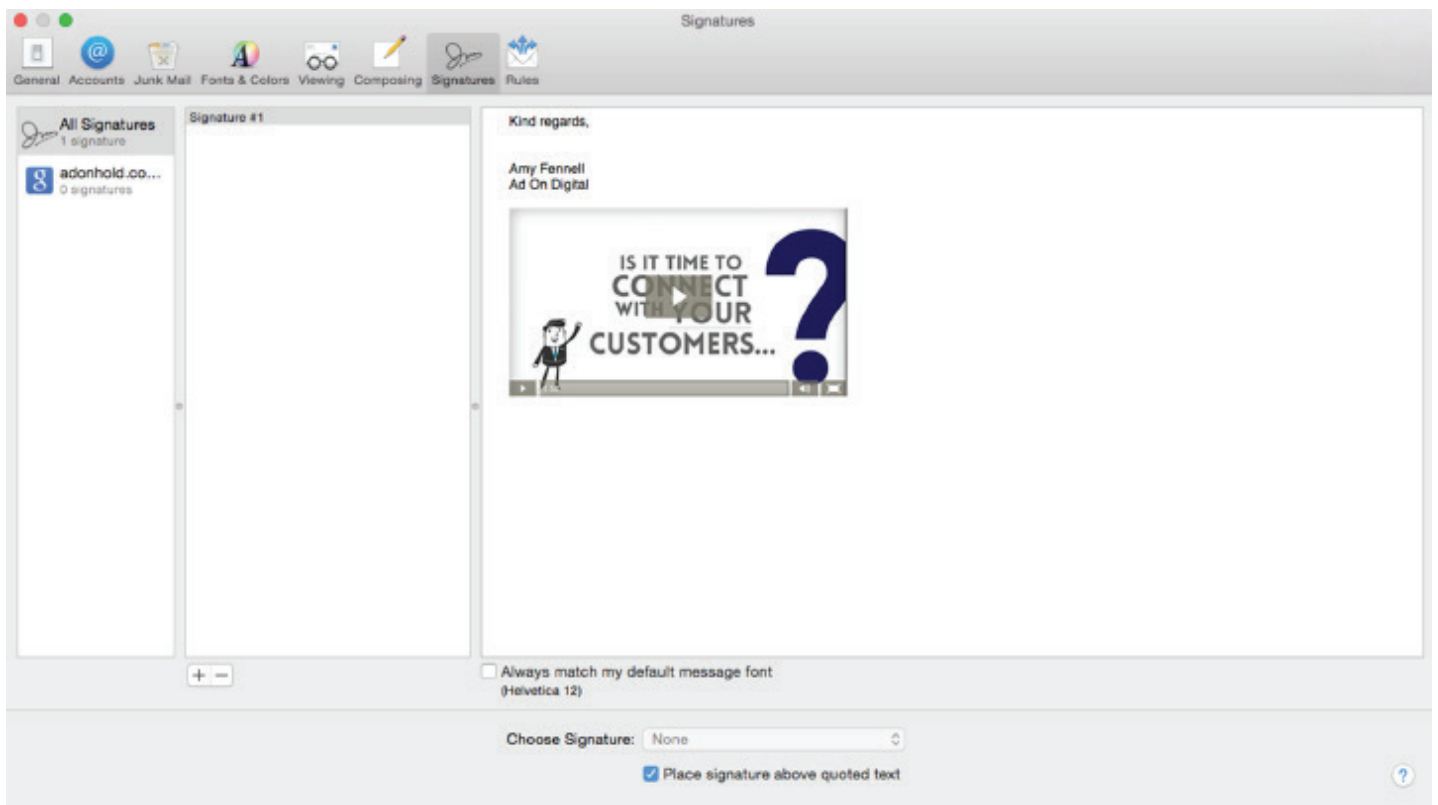 Signatures
General Accounts Junk Mail Fonts & Colors Viewing Composing Signatures Rules
All Signatures
1 signature
adonhold.co...
0 signatures
Signature #1
Kind regards,
Amy Fennell
Ad On Digital
IS IT TIME TO
CONNECT
WITH YOUR
CUSTOMERS...
?
Always match my default message font
(Helvetica 12)
Choose Signature: None
Place signature above quoted text
?